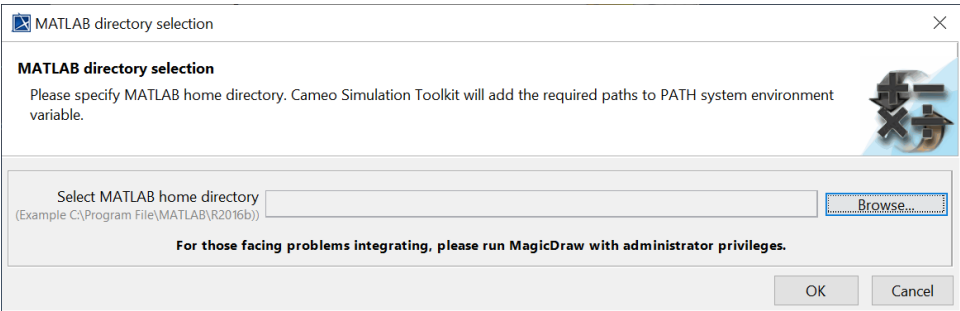 MATLAB directory selection
MATLAB directory selection
Please specify MATLAB home directory. Cameo Simulation Toolkit will add the required paths to PATH system environment
variable.
Select MATLAB home directory
(Example C:\Program File\MATLAB\R2016b))
Browse...
For those facing problems integrating, please run MagicDraw with administrator privileges.
OK
Cancel